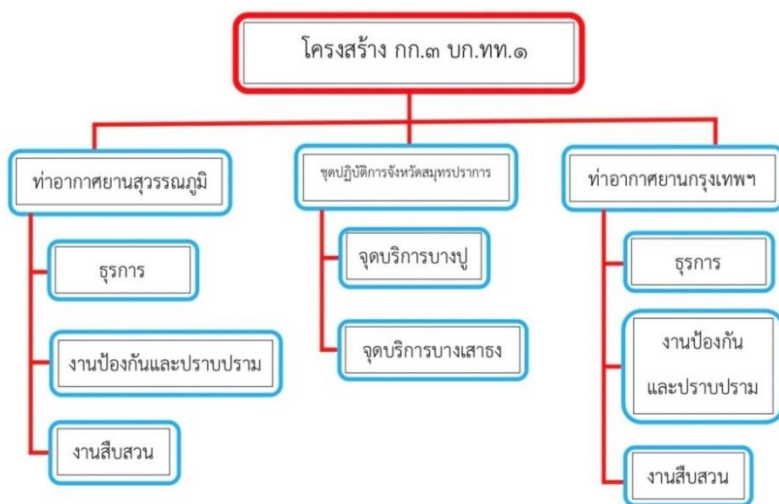 โครงสร้าง กก.๓ บก.ทท.๑
ท่าอากาศยานสุวรรณภูมิ
ธุรการ
งานป้องกันและปราบปราม
งานสืบสวน
ชุดปฏิบัติการจังหวัดสมุทรปราการ
จุดบริการบางปู
จุดบริการบางเสาธง
ท่าอากาศยานกรุงเทพฯ
ธุรการ
งานป้องกัน
และปราบปราม
งานสืบสวน